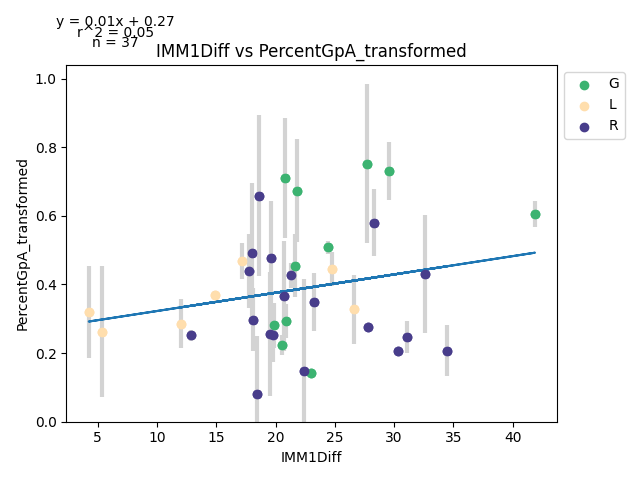 y = 0.01x + 0.27
r^2 = 0.05
n = 37
IMM1Diff vs PercentGpA_transformed
G
L
R
PercentGpA_transformed
1.0
0.8
0.6
0.4
0.2
0.0
5 10 15 20 25 30 35 40
IMM1Diff